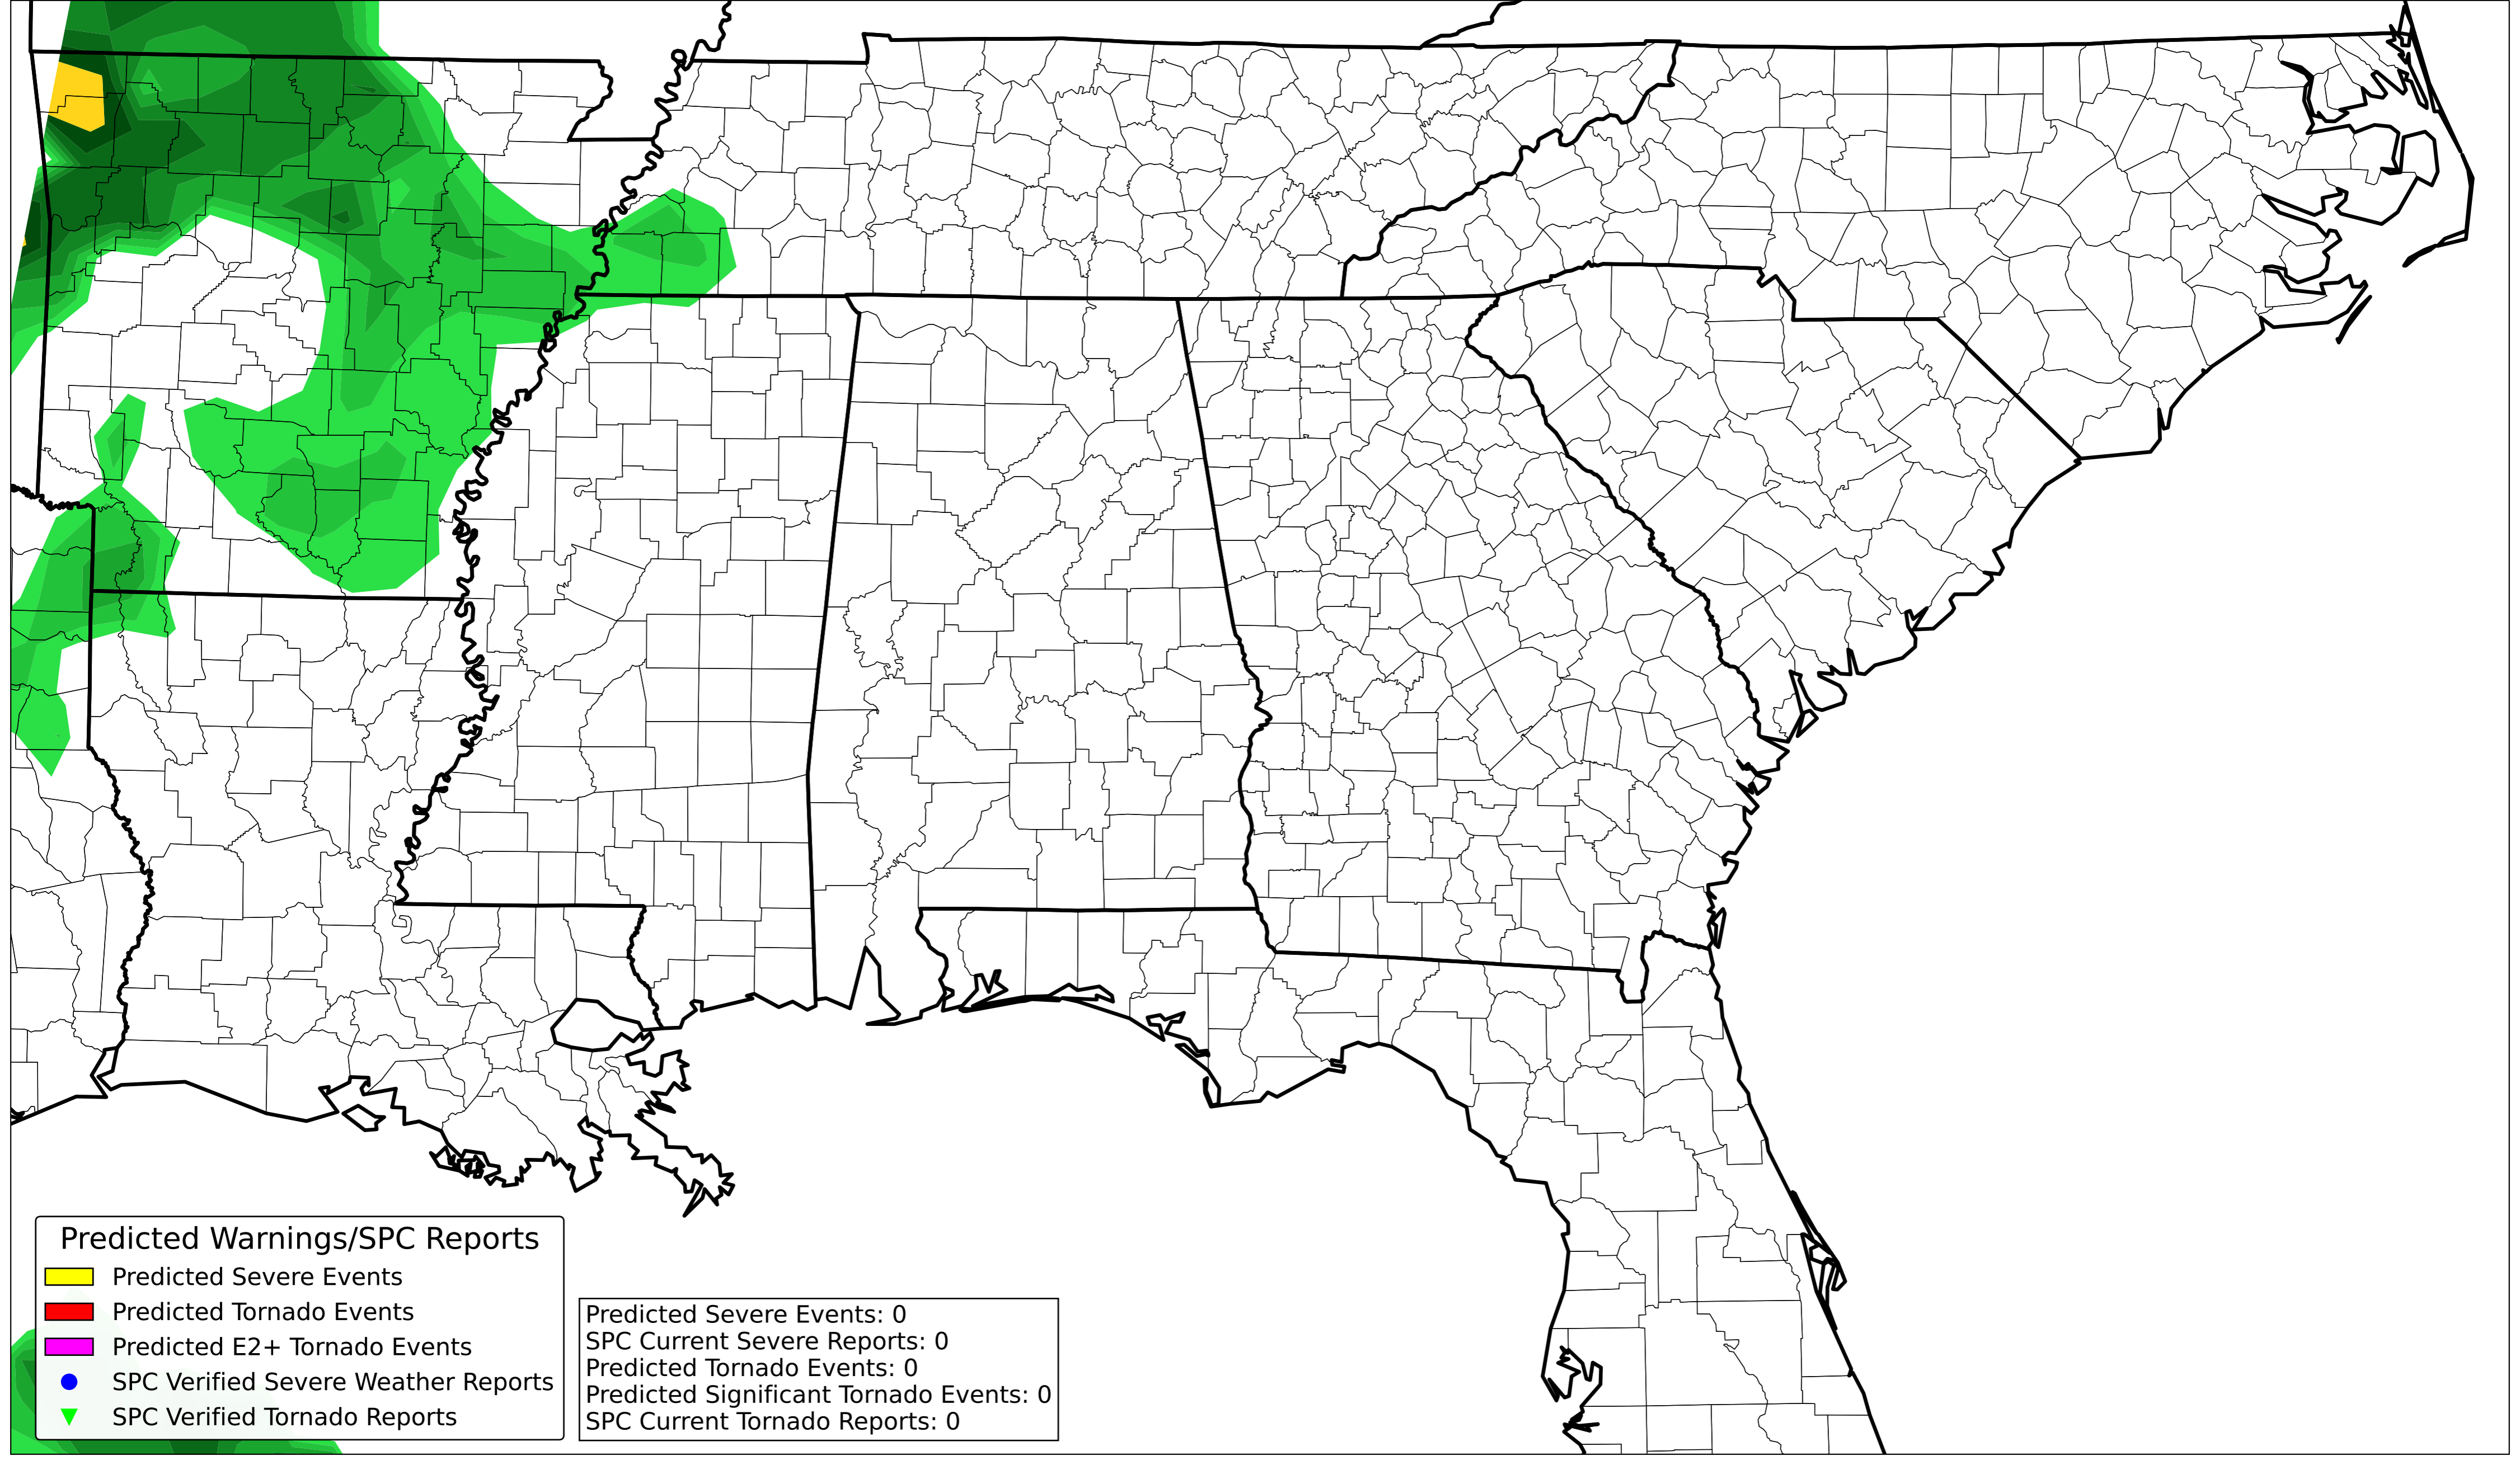 Predicted Warnings/SPC Reports
Predicted Severe Events
Predicted Tornado Events
Predicted E2+ Tornado Events
SPC Verified Severe Weather Reports
SPC Verified Tornado Reports
Predicted Severe Events: 0
SPC Current Severe Reports: 0
Predicted Tornado Events: 0
Predicted Significant Tornado Events: 0
SPC Current Tornado Reports: 0